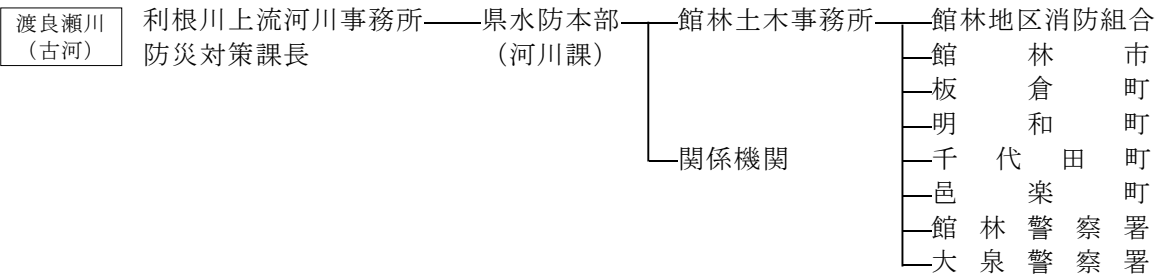 渡良瀬川 利根川上流河川事務所 県水防本部 館林土木事務所 館林地区消防組合
（古河） 防災対策課長 （河川課） 館林市
板倉町
明和町
関係機関 千代田町
邑楽町
館林警察署
大泉警察署